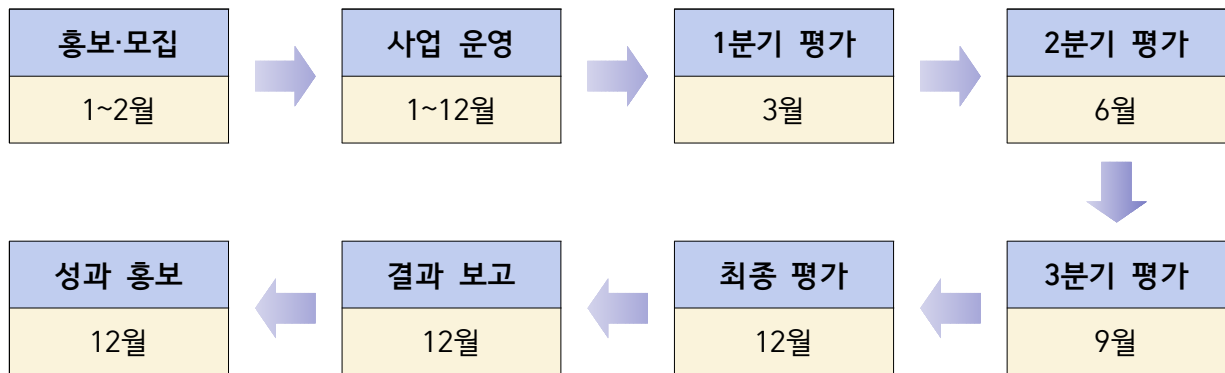 홍보·모집
1~2월
사업 운영
1~12월
1분기 평가
3월
2분기 평가
6월
3분기 평가
9월
최종 평가
12월
결과 보고
12월
성과 홍보
12월